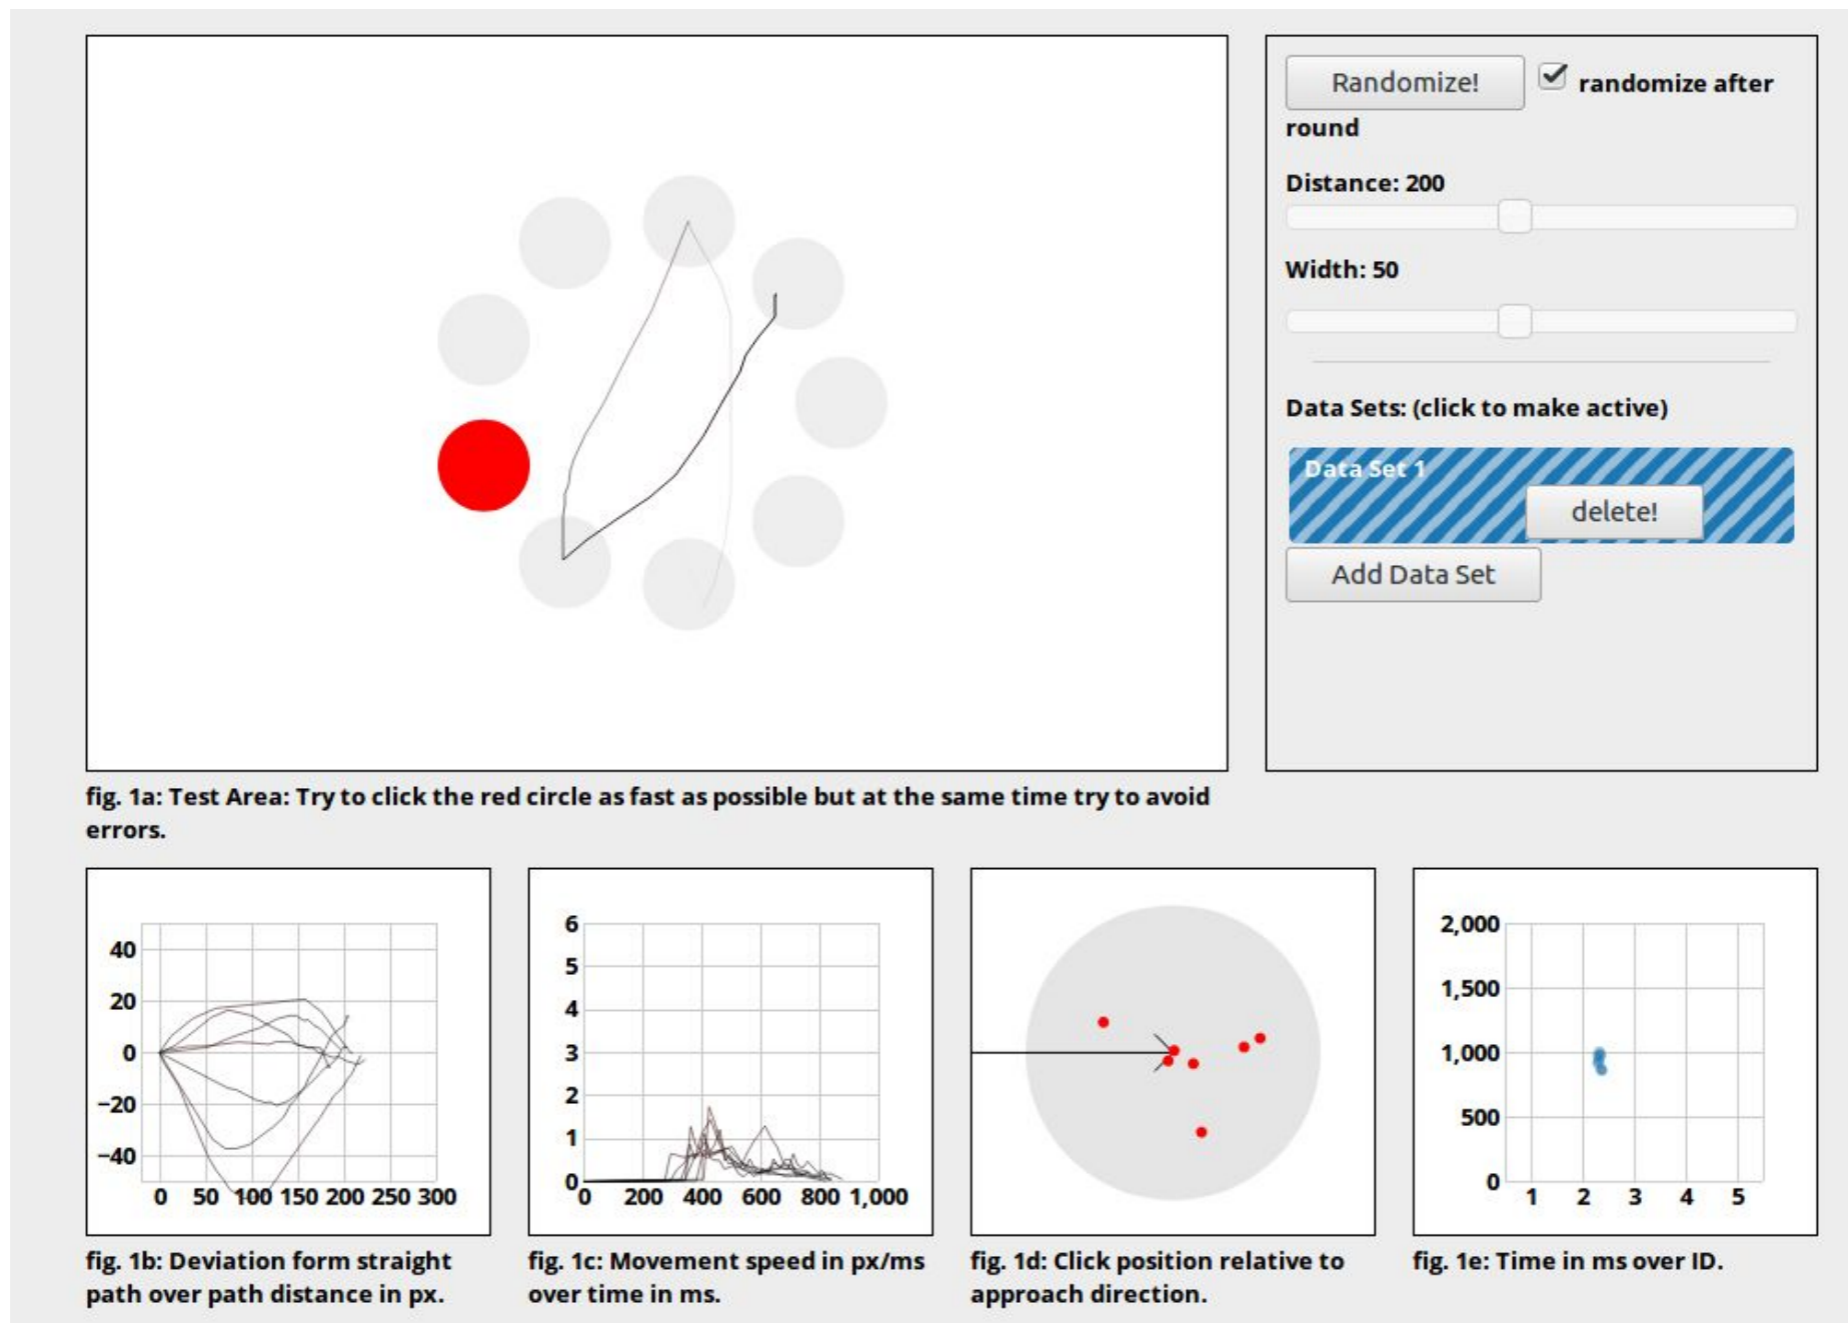 Randomize!
randomize after
round
Distance: 200
Width: 50
Data Sets: (click to make active)
Data Set 1
delete!
Add Data Set
fig. 1a: Test Area: Try to click the red circle as fast as possible but at the same time try to avoid
errors.
40
20
0
−20
−40
0 50 100 150 200 250 300
fig. 1b: Deviation form straight
path over path distance in px.
6
5
4
3
2
1
0
0 200 400 600 800 1,000
fig. 1c: Movement speed in px/ms
over time in ms.
fig. 1d: Click position relative to
approach direction.
2,000
1,500
1,000
500
0
1 2 3 4 5
fig. 1e: Time in ms over ID.